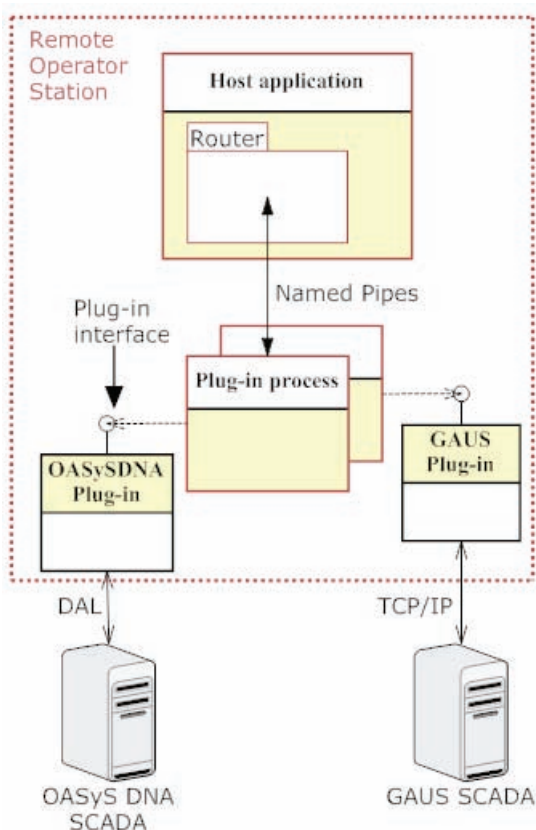 Remote
Operator
Station
Host application
Router
Named Pipes
Plug-in
interface
Plug-in process
OASySDNA
Plug-in
GAUS
Plug-in
DAL
TCP/IP
OASyS DNA
SCADA
GAUS SCADA